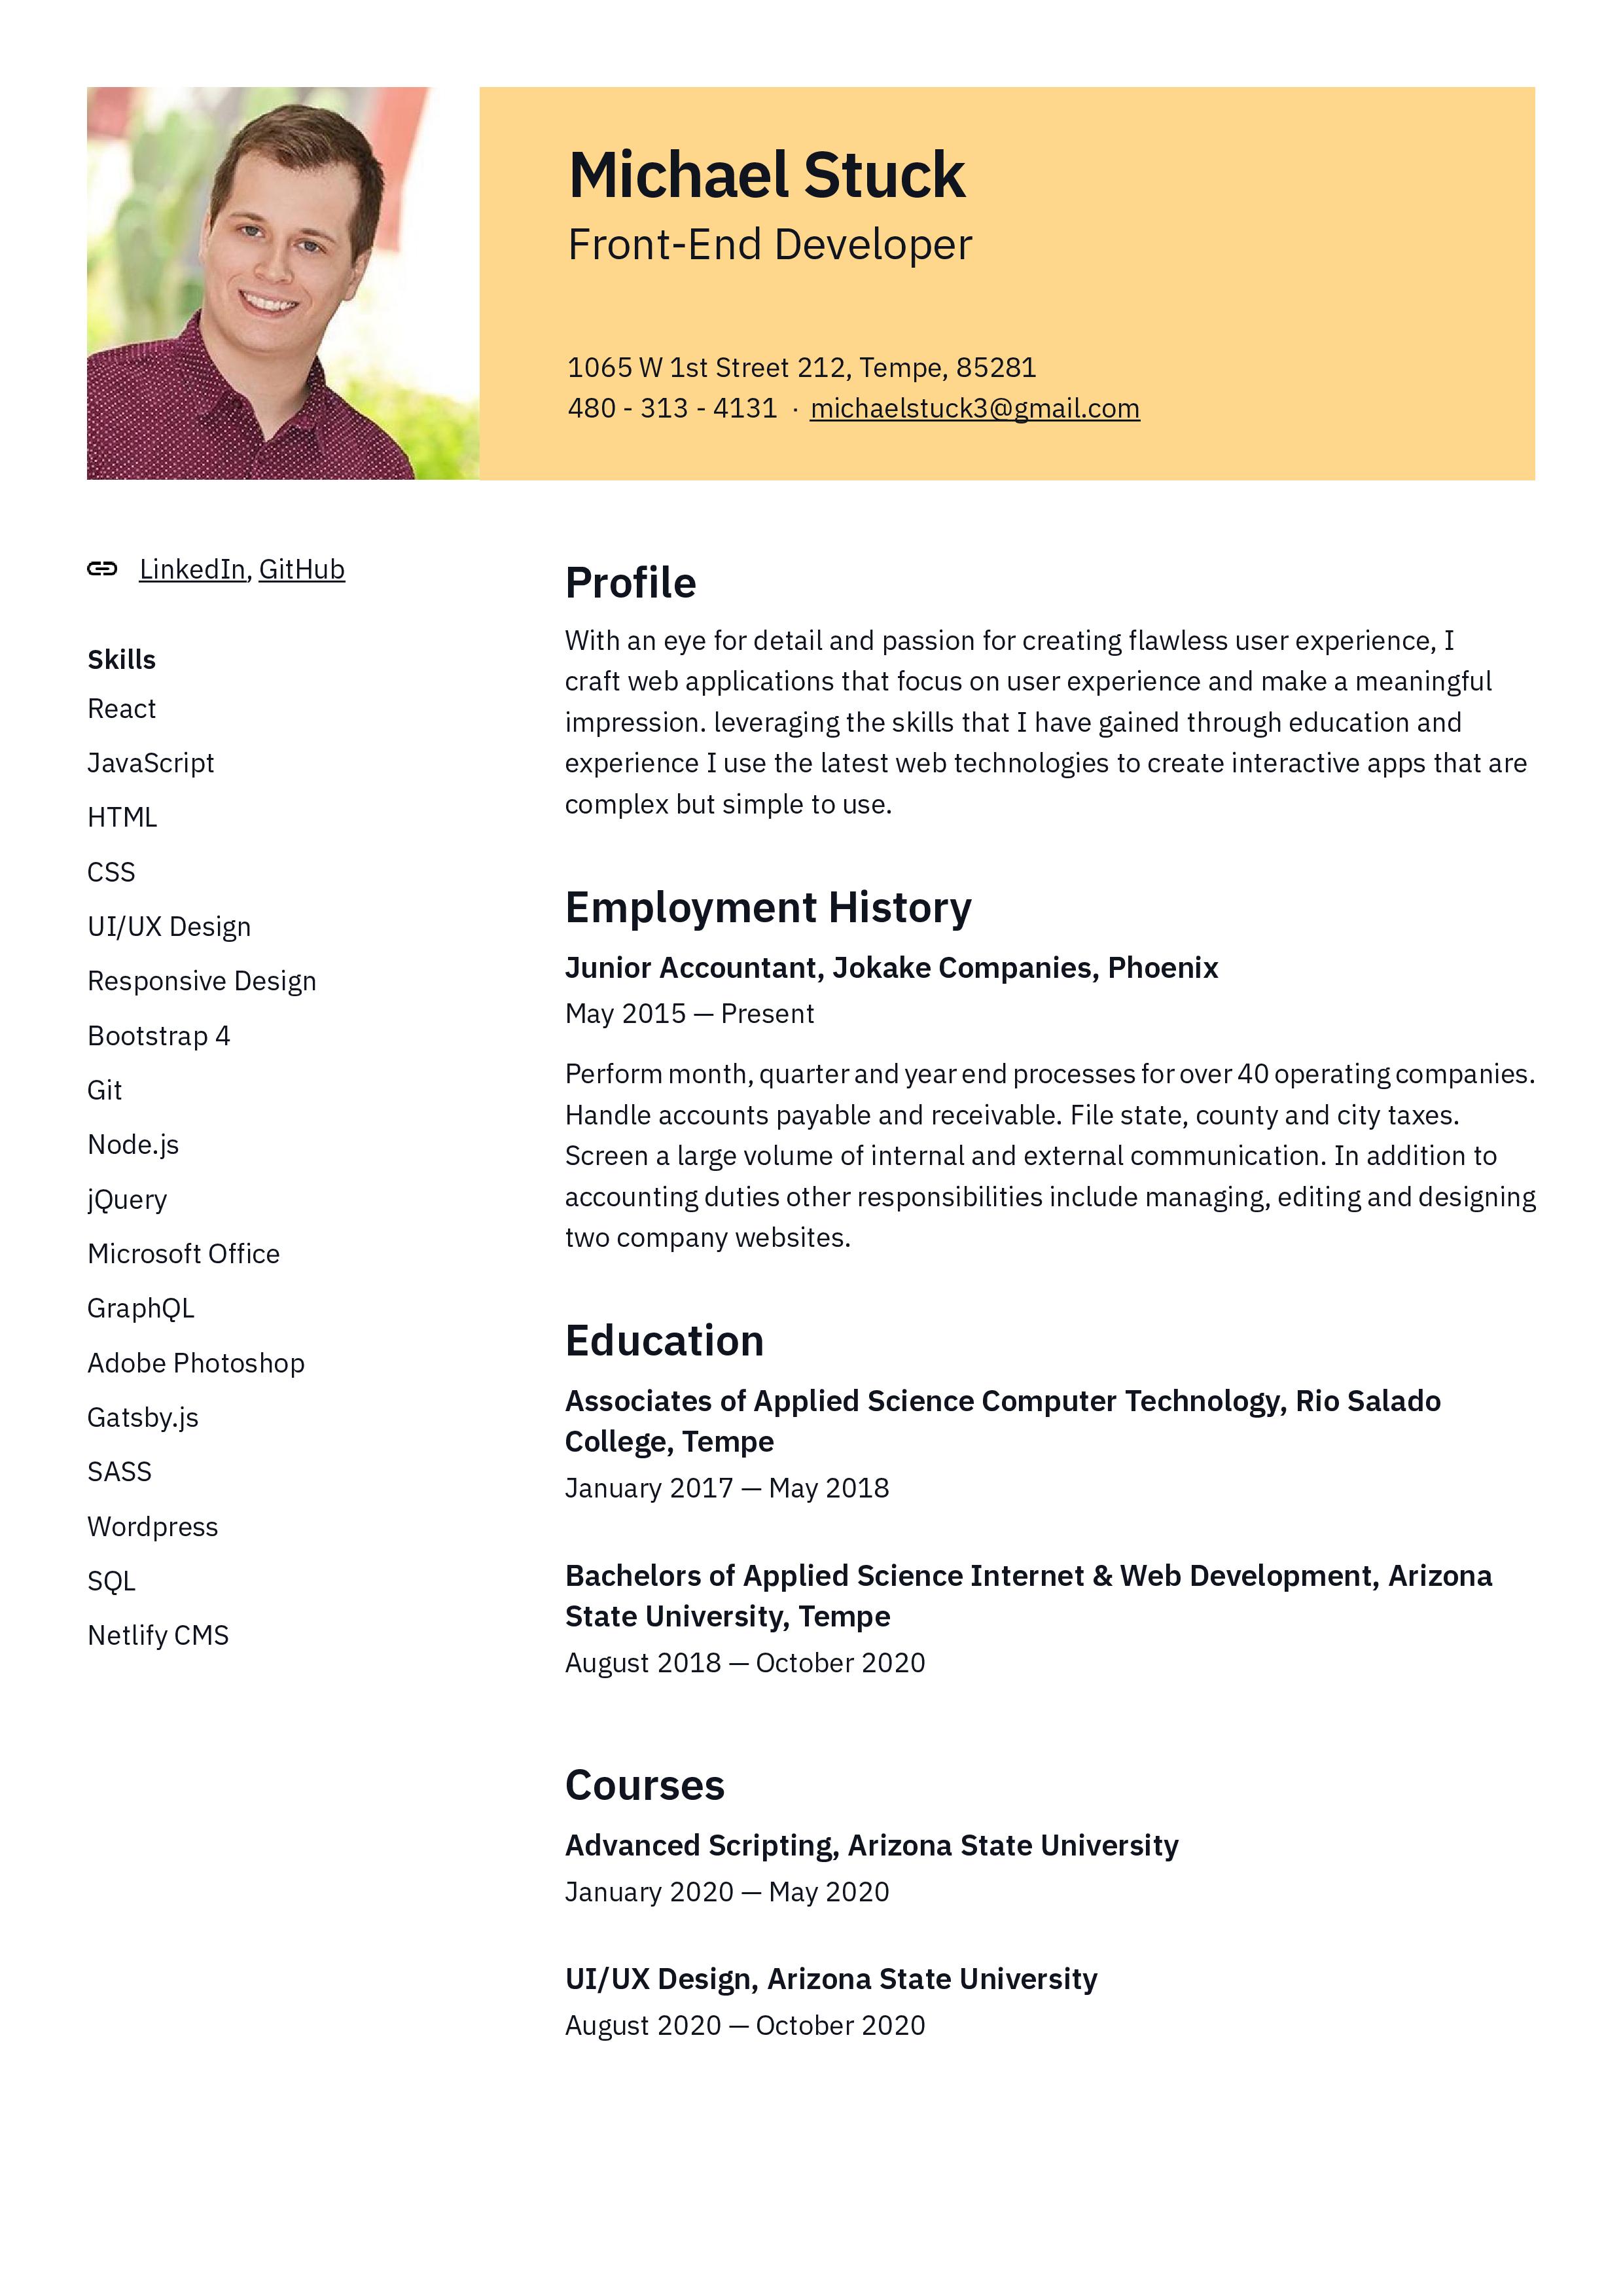 Michael Stuck
Front-End Developer
1065 W 1st Street 212, Tempe, 85281
480 - 313 - 4131 · michaelstuck3@gmail.com
LinkedIn, GitHub
Skills
React
JavaScript
HTML
CSS
UI/UX Design
Responsive Design
Bootstrap 4
Git
Node.js
jQuery
Microsoft Office
GraphQL
Adobe Photoshop
Gatsby.js
SASS
Wordpress
SQL
Netlify CMS
Profile
With an eye for detail and passion for creating flawless user experience, I
craft web applications that focus on user experience and make a meaningful
impression. leveraging the skills that I have gained through education and
experience I use the latest web technologies to create interactive apps that are
complex but simple to use.
Employment History
Junior Accountant, Jokake Companies, Phoenix
May 2015 — Present
Perform month, quarter and year end processes for over 40 operating companies.
Handle accounts payable and receivable. File state, county and city taxes.
Screen a large volume of internal and external communication. In addition to
accounting duties other responsibilities include managing, editing and designing
two company websites.
Education
Associates of Applied Science Computer Technology, Rio Salado
College, Tempe
January 2017 — May 2018
Bachelors of Applied Science Internet & Web Development, Arizona
State University, Tempe
August 2018 — October 2020
Courses
Advanced Scripting, Arizona State University
January 2020 — May 2020
UI/UX Design, Arizona State University
August 2020 — October 2020